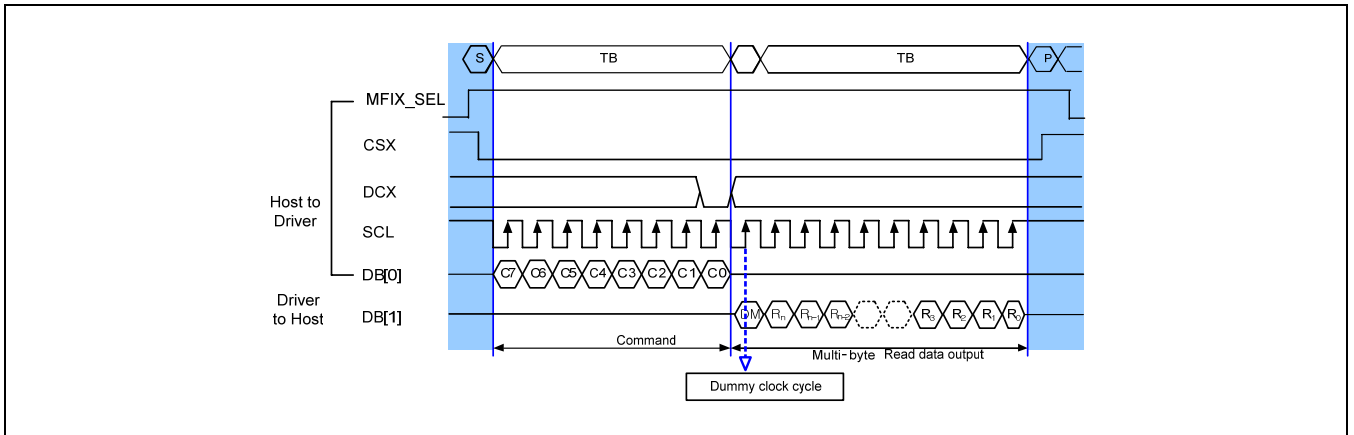 S TB TB P
MFIX_SEL
CSX
DCX
Host to
Driver
SCL
DB[0] C7 C6 C5 C4 C3 C2 C1 C0
Driver
to Host
DB[1] DM Rn Rn-1 Rn-2 R3 R2 R1 R0
Command Multi-byte Read data output
Dummy clock cycle